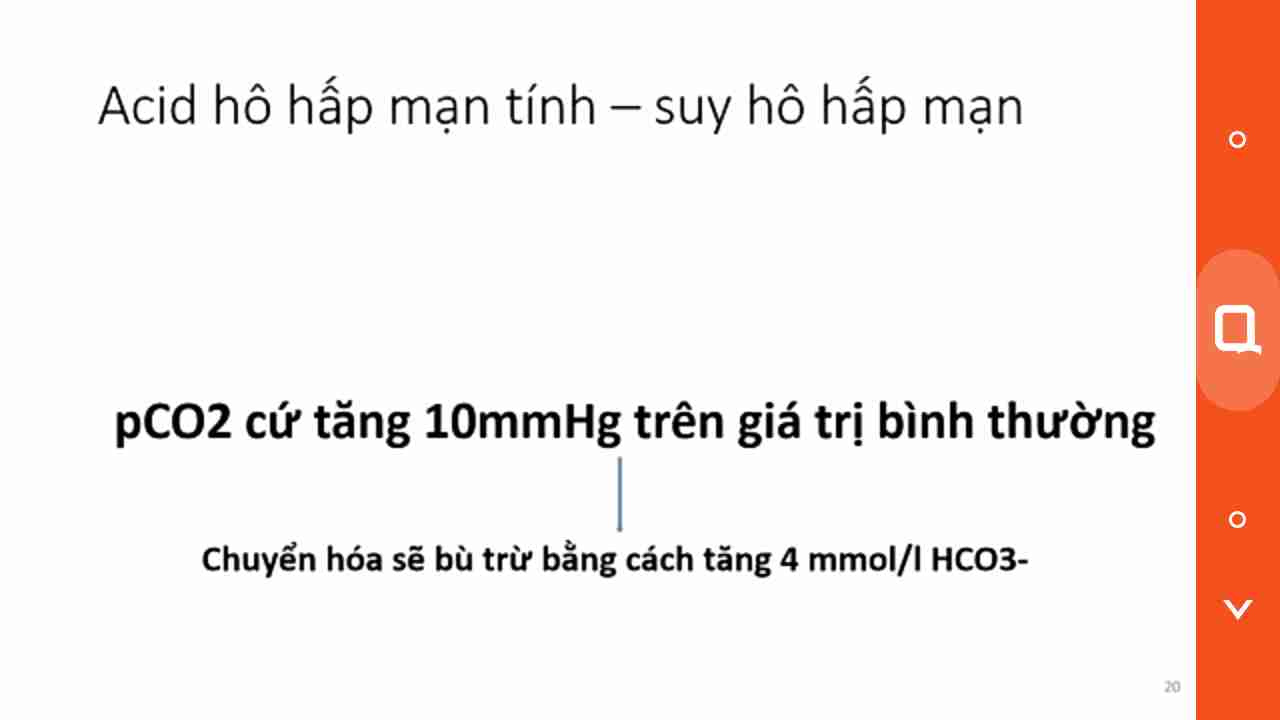 Acid hô hấp mạn tính – suy hô hấp mạn
pCO2 cứ tăng 10mmHg trên giá trị bình thường
Chuyển hóa sẽ bù trừ bằng cách tăng 4 mmol/l HCO3-
20